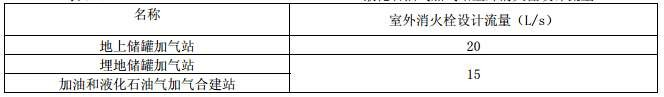 名称
室外消火栓设计流量（L/s）
地上储罐加气站
20
埋地储罐加气站
15
加油和液化石油气加气合建站